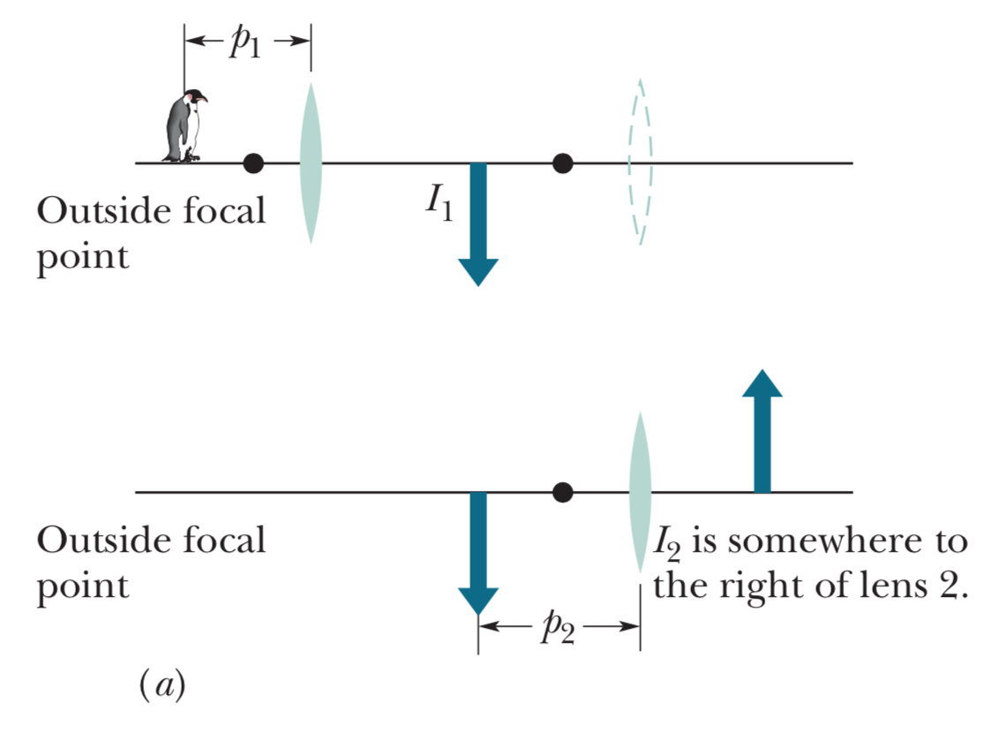 p₁
I₁
Outside focal
point
Outside focal
point
I₂ is somewhere to
the right of lens 2.
p₂
(a)